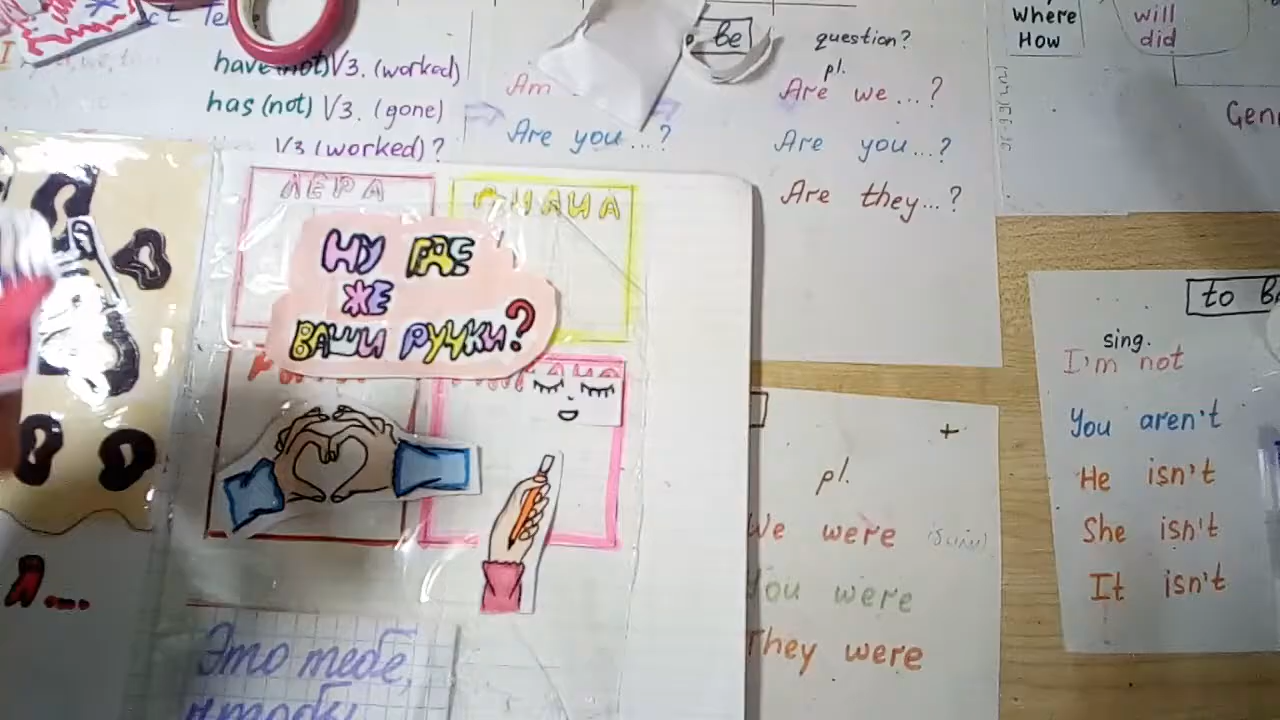 have (not) V3. (worked)
has (not) V3. (gone)
V3 (worked)?
be
Am
Are you...?
question?
pl.
Are we...?
Are you...?
Are they...?
Where
How
will
did
ЛЕРА
НУ ГДЕ
ЖЕ
ВАШИ РУЧКИ?
Это тебе,
чтобы
+
pl.
We were
You were
They were
to
sing.
I'm not
You aren't
He isn't
She isn't
It isn't